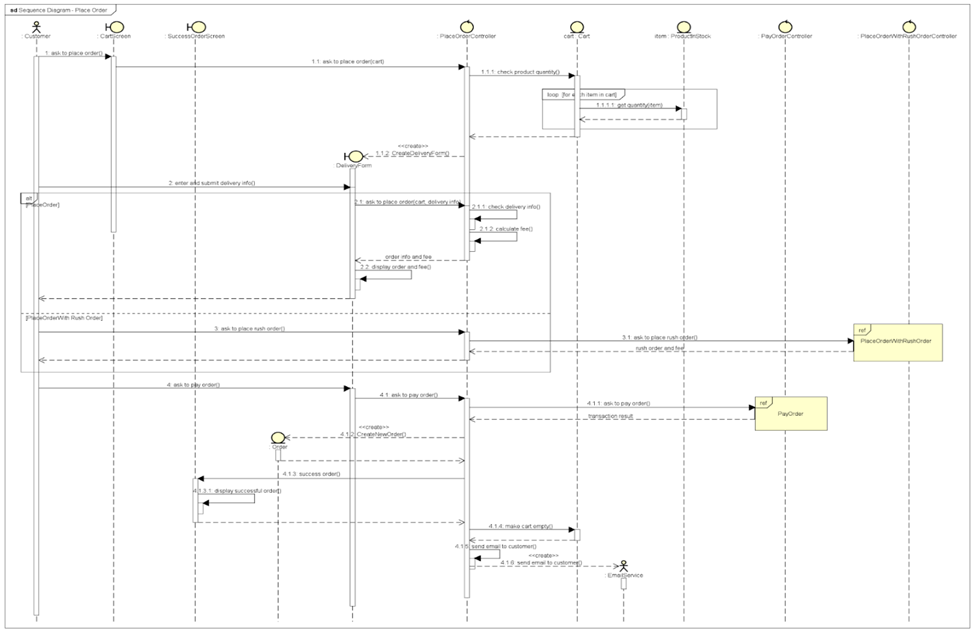 sd Sequence Diagram - Place Order
: Customer
: CartScreen
: SuccessOrderScreen
: PlaceOrderController
cart : Cart
item : ProductInStock
: PayOrderController
: PlaceOrderWithRushOrderController
1: ask to place order()
1.1: ask to place order(cart)
1.1.1: check product quantity()
loop [for each item in cart]
1.1.1.1: get quantity(item)
<<create>>
1.1.2: CreateDeliveryForm()
: DeliveryForm
2: enter and submit delivery info()
alt
[PlaceOrder]
2.1: ask to place order(cart, delivery info)
2.1.1: check delivery info()
2.1.2: calculate fee()
order info and fee
2.2: display order and fee()
[PlaceOrderWith Rush Order]
3: ask to place rush order()
ref
3.1: ask to place rush order()
PlaceOrderWithRushOrder
rush order and fee
4: ask to pay order()
4.1: ask to pay order()
4.1.1: ask to pay order()
ref
PayOrder
transaction result
<<create>>
4.1.2: CreateNewOrder()
: Order
4.1.3: success order()
4.1.3.1: display successful order()
4.1.4: make cart empty()
4.1.5: send email to customer()
<<create>>
4.1.6: send email to customer()
: EmailService